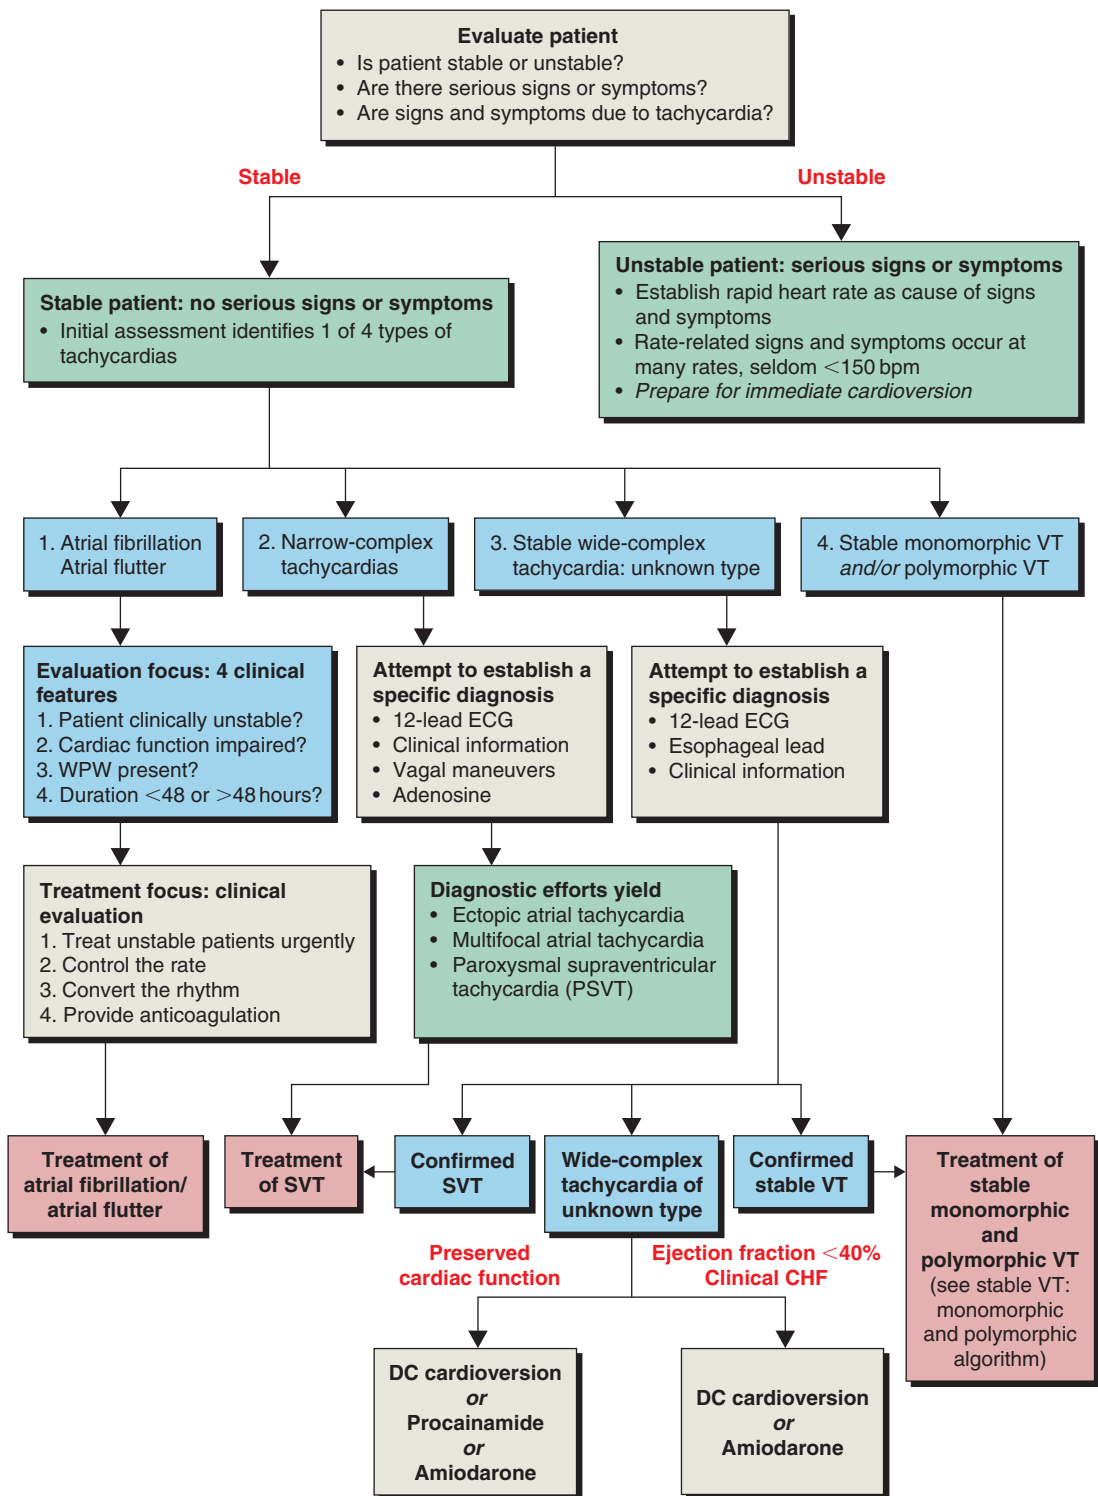 Evaluate patient
• Is patient stable or unstable?
• Are there serious signs or symptoms?
• Are signs and symptoms due to tachycardia?
Stable
Unstable
Stable patient: no serious signs or symptoms
• Initial assessment identifies 1 of 4 types of
tachycardias
Unstable patient: serious signs or symptoms
• Establish rapid heart rate as cause of signs
and symptoms
• Rate-related signs and symptoms occur at
many rates, seldom <150 bpm
• Prepare for immediate cardioversion
1. Atrial fibrillation
Atrial flutter
2. Narrow-complex
tachycardias
3. Stable wide-complex
tachycardia: unknown type
4. Stable monomorphic VT
and/or polymorphic VT
Evaluation focus: 4 clinical
features
1. Patient clinically unstable?
2. Cardiac function impaired?
3. WPW present?
4. Duration <48 or >48 hours?
Attempt to establish a
specific diagnosis
• 12-lead ECG
• Clinical information
• Vagal maneuvers
• Adenosine
Attempt to establish a
specific diagnosis
• 12-lead ECG
• Esophageal lead
• Clinical information
Treatment focus: clinical
evaluation
1. Treat unstable patients urgently
2. Control the rate
3. Convert the rhythm
4. Provide anticoagulation
Diagnostic efforts yield
• Ectopic atrial tachycardia
• Multifocal atrial tachycardia
• Paroxysmal supraventricular
tachycardia (PSVT)
Treatment of
atrial fibrillation/
atrial flutter
Treatment
of SVT
Confirmed
SVT
Wide-complex
tachycardia of
unknown type
Confirmed
stable VT
Treatment of
stable
monomorphic
and
polymorphic VT
(see stable VT:
monomorphic
and polymorphic
algorithm)
Preserved
cardiac function
Ejection fraction <40%
Clinical CHF
DC cardioversion
or
Procainamide
or
Amiodarone
DC cardioversion
or
Amiodarone